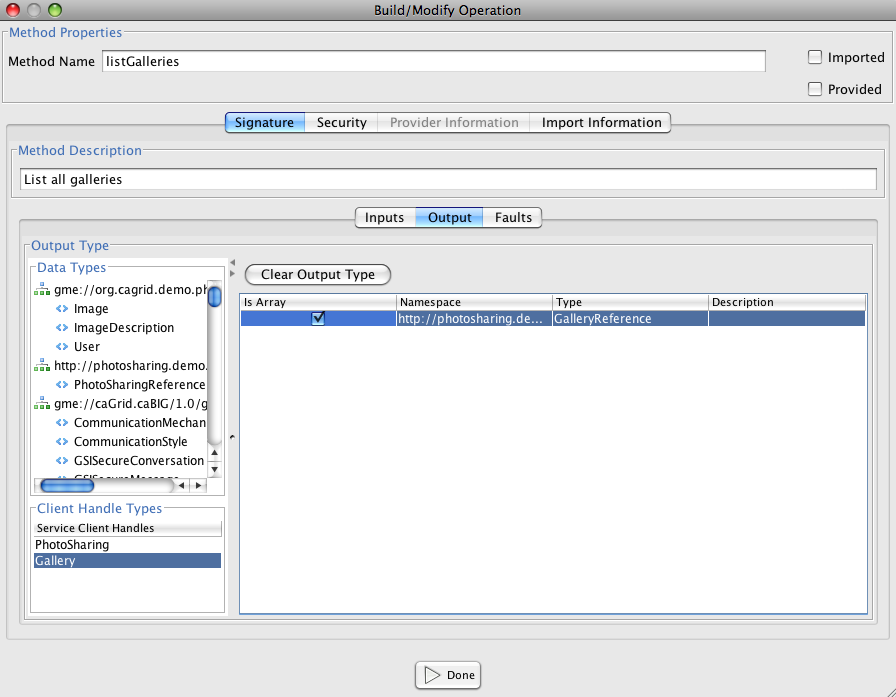 Build/Modify Operation
Method Properties
Method Name listGalleries
Imported
Provided
Signature Security Provider Information Import Information
Method Description
List all galleries
Inputs Output Faults
Output Type
Data Types
gme://org.cagrid.demo.ph
Image
ImageDescription
User
http://photosharing.demo.
PhotoSharingReference
gme://caGrid.caBIG/1.0/g
CommunicationMechan
CommunicationStyle
GSISecureConversation
GSISecureMessage
Client Handle Types
Service Client Handles
PhotoSharing
Gallery
Clear Output Type
Is Array Namespace Type Description
http://photosharing.de... GalleryReference
Done